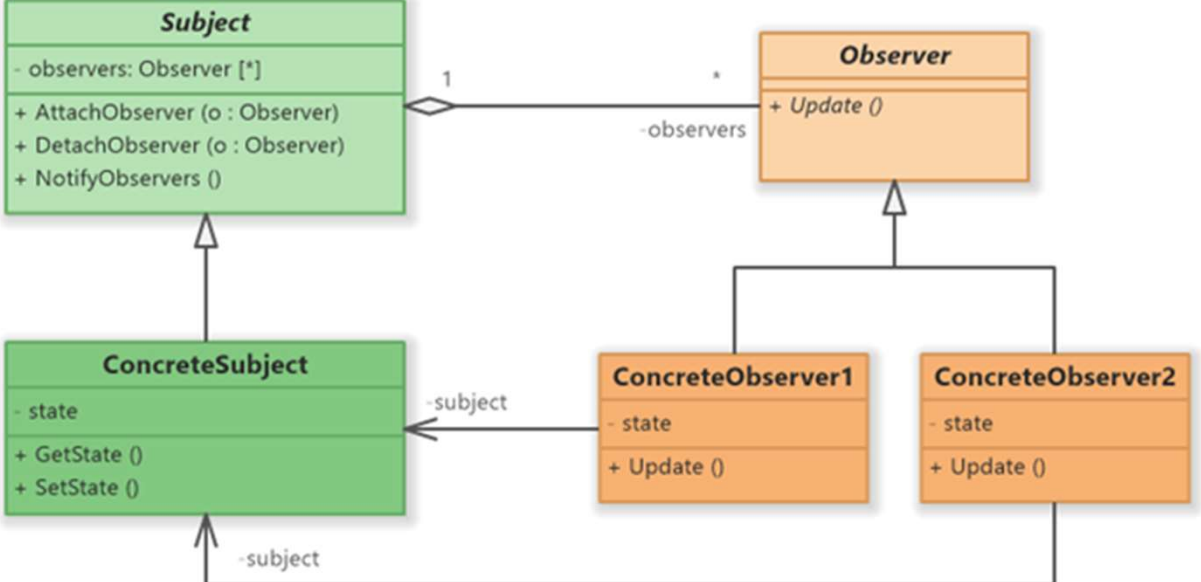 Subject
- observers: Observer [*]
+ AttachObserver (o : Observer)
+ DetachObserver (o : Observer)
+ NotifyObservers ()
1
*
-observers
Observer
+ Update ()
ConcreteSubject
- state
+ GetState ()
+ SetState ()
-subject
ConcreteObserver1
- state
+ Update ()
ConcreteObserver2
- state
+ Update ()
-subject